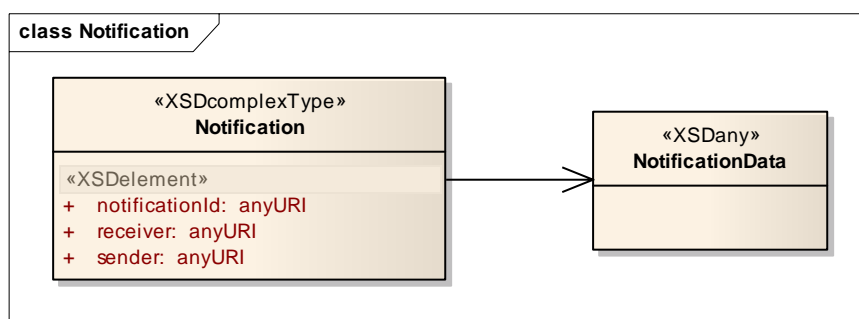 class Notification
«XSDcomplexType»
Notification
«XSDelement»
+ notificationId: anyURI
+ receiver: anyURI
+ sender: anyURI
«XSDany»
NotificationData